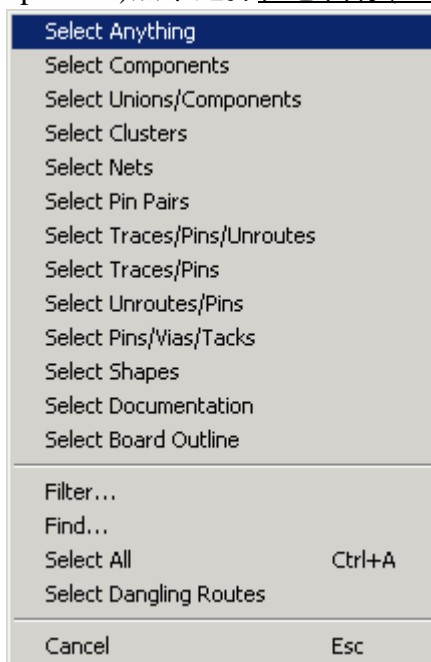 Select Anything
Select Components
Select Unions/Components
Select Clusters
Select Nets
Select Pin Pairs
Select Traces/Pins/Unroutes
Select Traces/Pins
Select Unroutes/Pins
Select Pins/Vias/Tacks
Select Shapes
Select Documentation
Select Board Outline
Filter...
Find...
Select All Ctrl+A
Select Dangling Routes
Cancel Esc